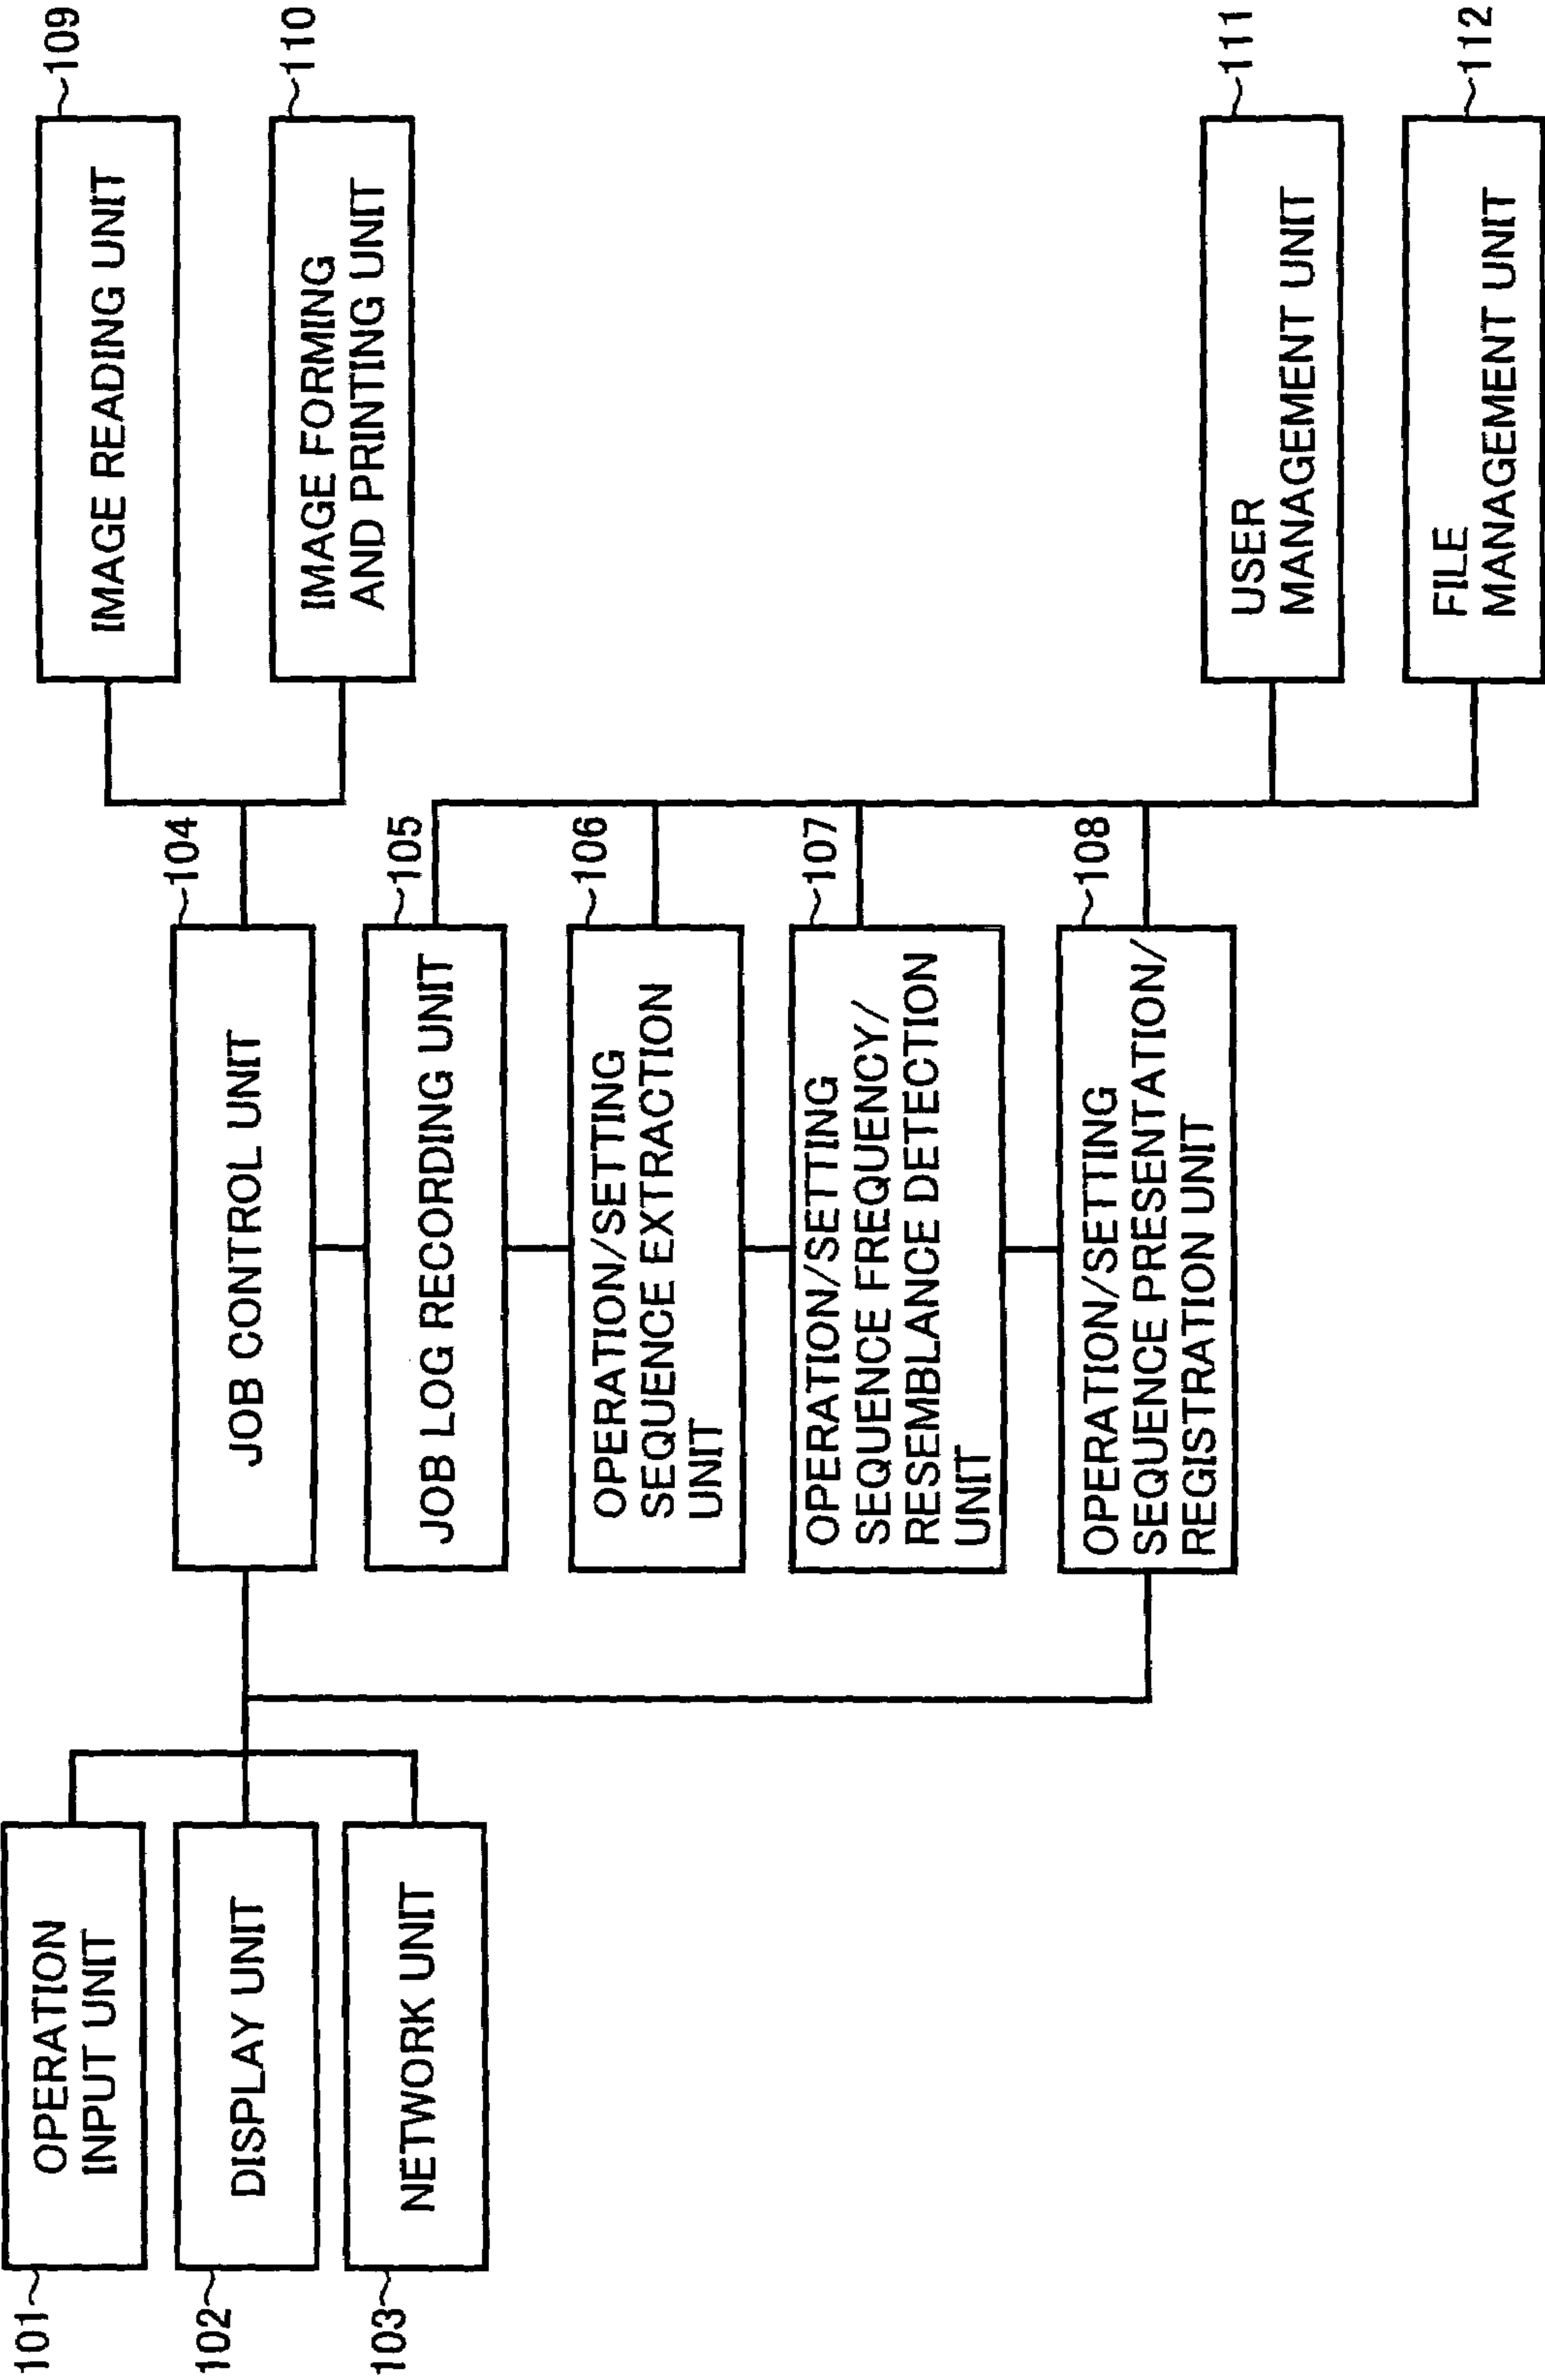 101
OPERATION
INPUT UNIT
102
DISPLAY UNIT
103
NETWORK UNIT
104
JOB CONTROL UNIT
105
JOB LOG RECORDING UNIT
106
OPERATION/SETTING
SEQUENCE EXTRACTION
UNIT
107
OPERATION/SETTING
SEQUENCE FREQUENCY/
RESEMBLANCE DETECTION
UNIT
108
OPERATION/SETTING
SEQUENCE PRESENTATION/
REGISTRATION UNIT
109
IMAGE READING UNIT
110
IMAGE FORMING
AND PRINTING UNIT
111
USER
MANAGEMENT UNIT
112
FILE
MANAGEMENT UNIT